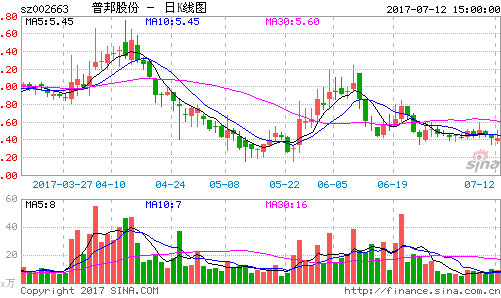 sz002663 普邦股份 - 日K线图 2017-07-12 15:00:00
MA5:5.45 MA10:5.45 MA30:5.60
.80
.60
.40
.20
.00
.80
.60
.40
.20
.00
sina
2017-03-27 04-10 04-24 05-08 05-22 06-05 06-19 07-12
MA5:8 MA10:7 MA30:16
60
40
20
x万
©Copyright 2017 SINA.COM http://finance.sina.com.cn